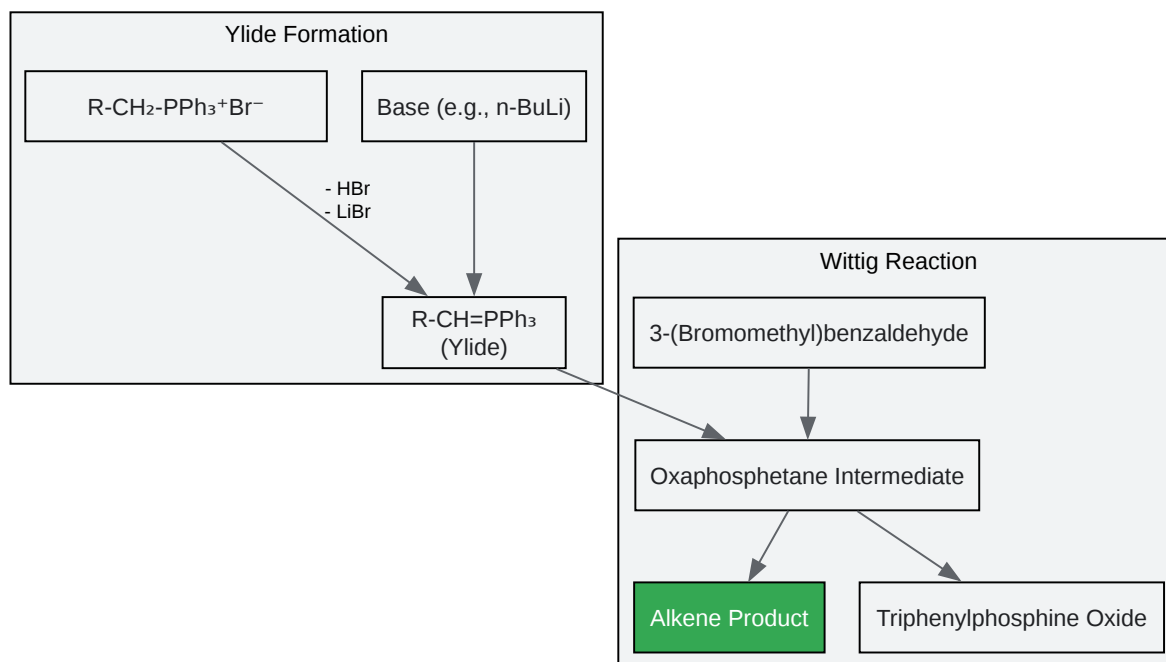 Ylide Formation
R-CH₂-PPh₃⁺Br⁻
Base (e.g., n-BuLi)
- HBr
- LiBr
R-CH=PPh₃
(Ylide)
Wittig Reaction
3-(Bromomethyl)benzaldehyde
Oxaphosphetane Intermediate
Alkene Product
Triphenylphosphine Oxide